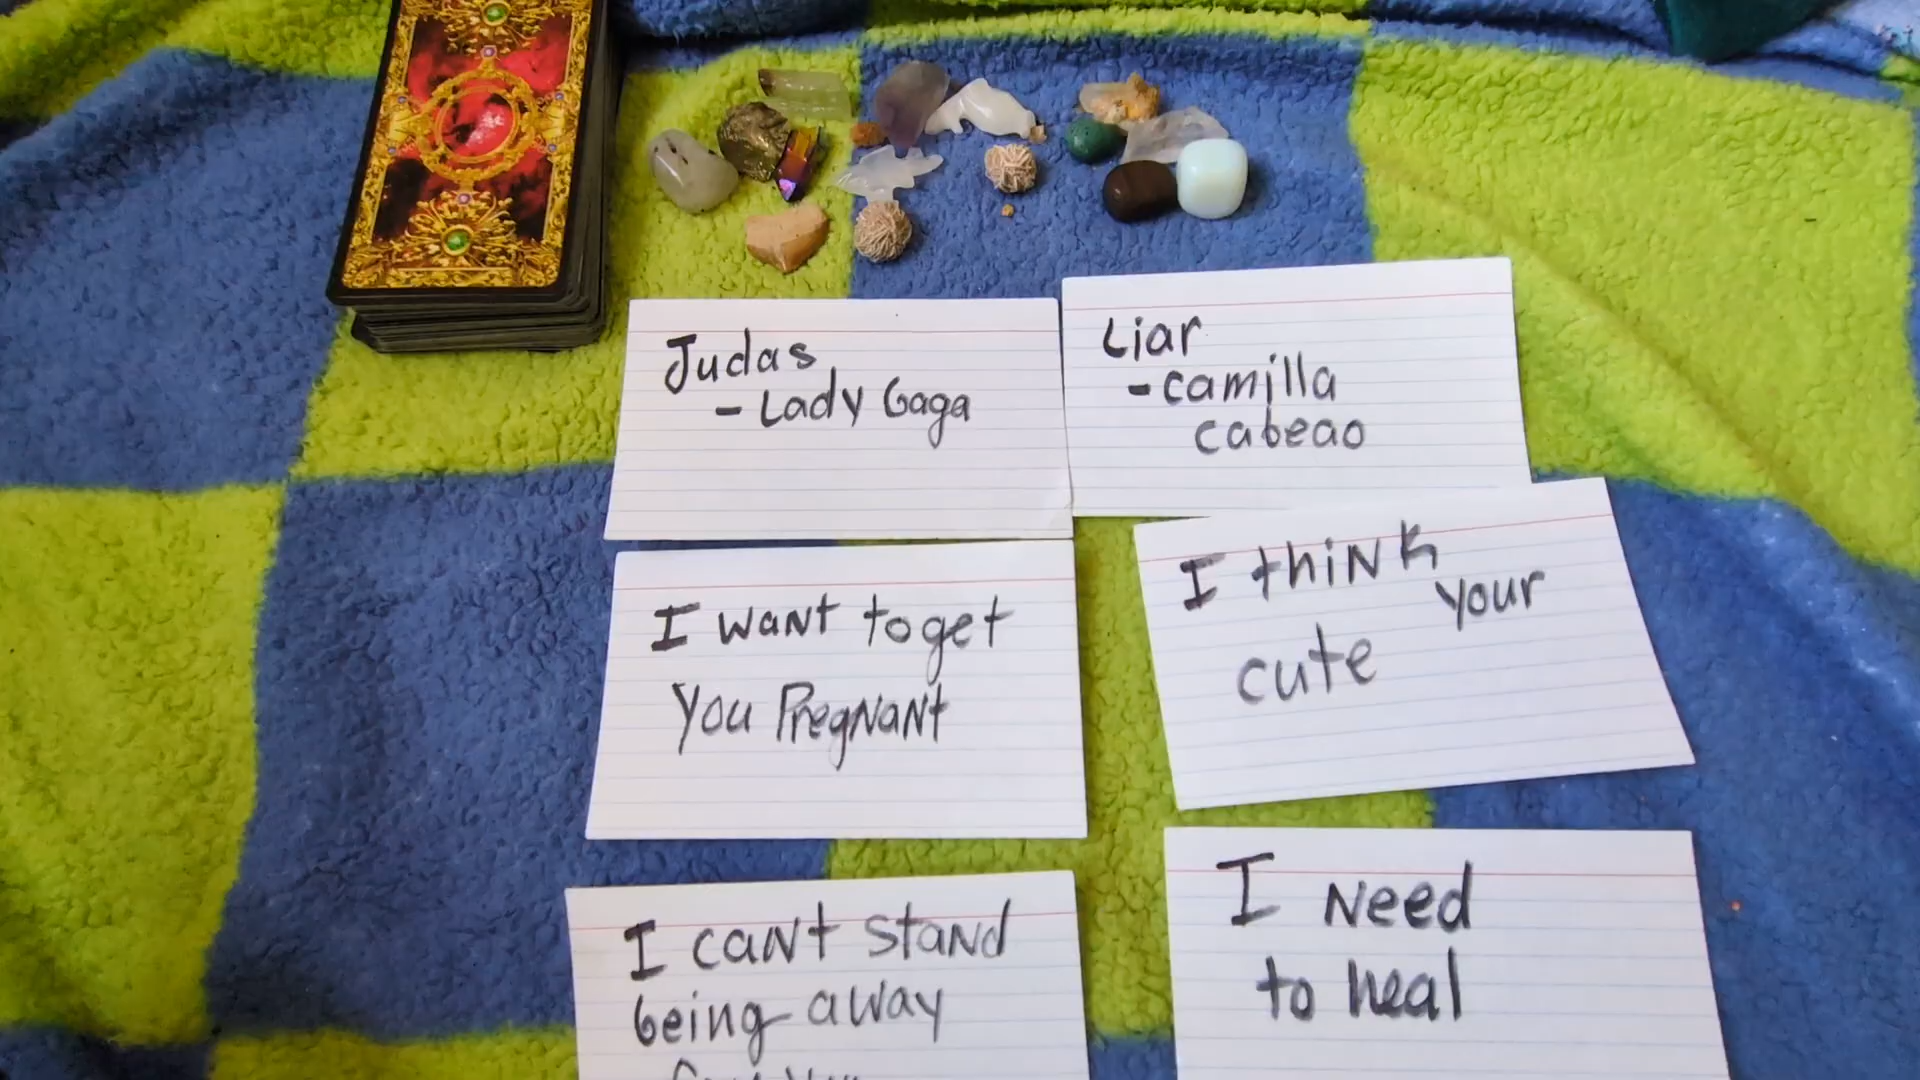 Judas
- Lady Gaga
Liar
- camilla
cabeao
I want to get
you Pregnant
I think
your
cute
I can't stand
being away
I need
to heal